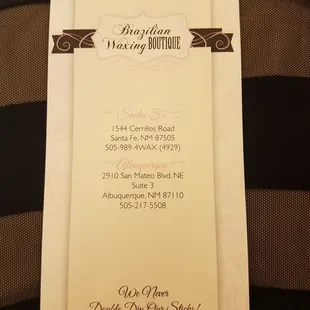 Brazilian
Waxing BOUTIQUE
Santa Fe
1544 Cerrillos Road
Santa Fe, NM 87505
505-989-4WAX (4929)
Albuquerque
2910 San Mateo Blvd. NE
Suite 3
Albuquerque, NM 87110
505-217-5508
We Never
Double Dip Our Sticks!